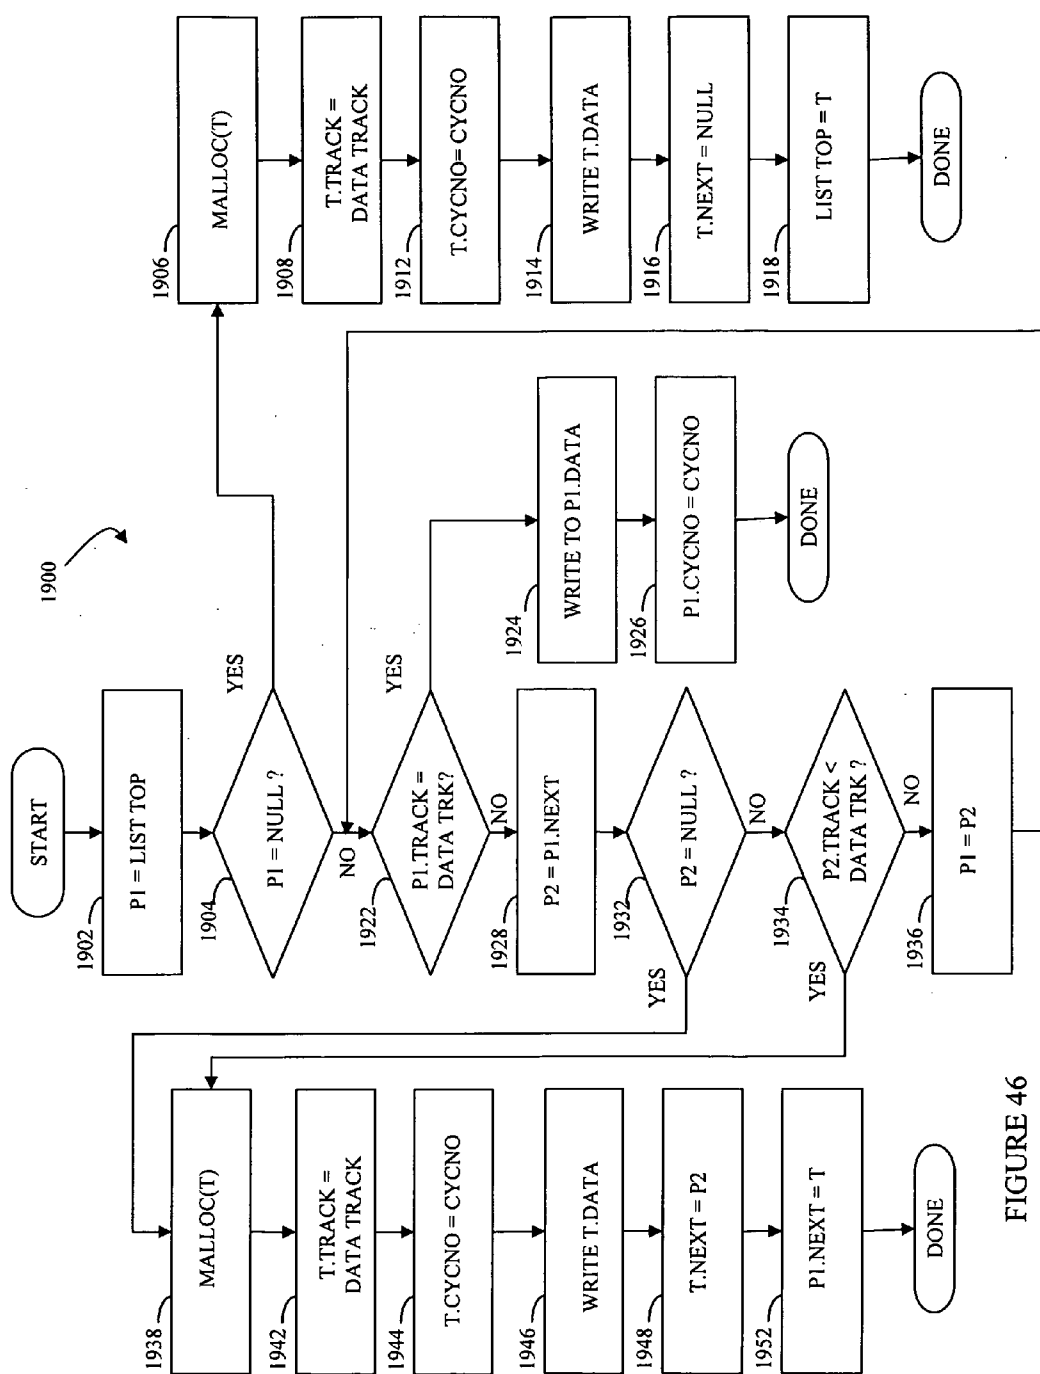 1900
START
1902
P1 = LIST TOP
1904
P1 = NULL ?
YES
NO
1906
MALLOC(T)
1908
T.TRACK =
DATA TRACK
1912
T.CYCNO= CYCNO
1914
WRITE T.DATA
1916
T.NEXT = NULL
1918
LIST TOP = T
DONE
1922
P1.TRACK =
DATA TRK?
YES
NO
1924
WRITE TO P1.DATA
1926
P1.CYCNO = CYCNO
DONE
1928
P2 = P1.NEXT
1932
P2 = NULL ?
YES
NO
1934
P2.TRACK <
DATA TRK ?
YES
NO
1936
P1 = P2
1938
MALLOC(T)
1942
T.TRACK =
DATA TRACK
1944
T.CYCNO = CYCNO
1946
WRITE T.DATA
1948
T.NEXT = P2
1952
P1.NEXT = T
DONE
FIGURE 46